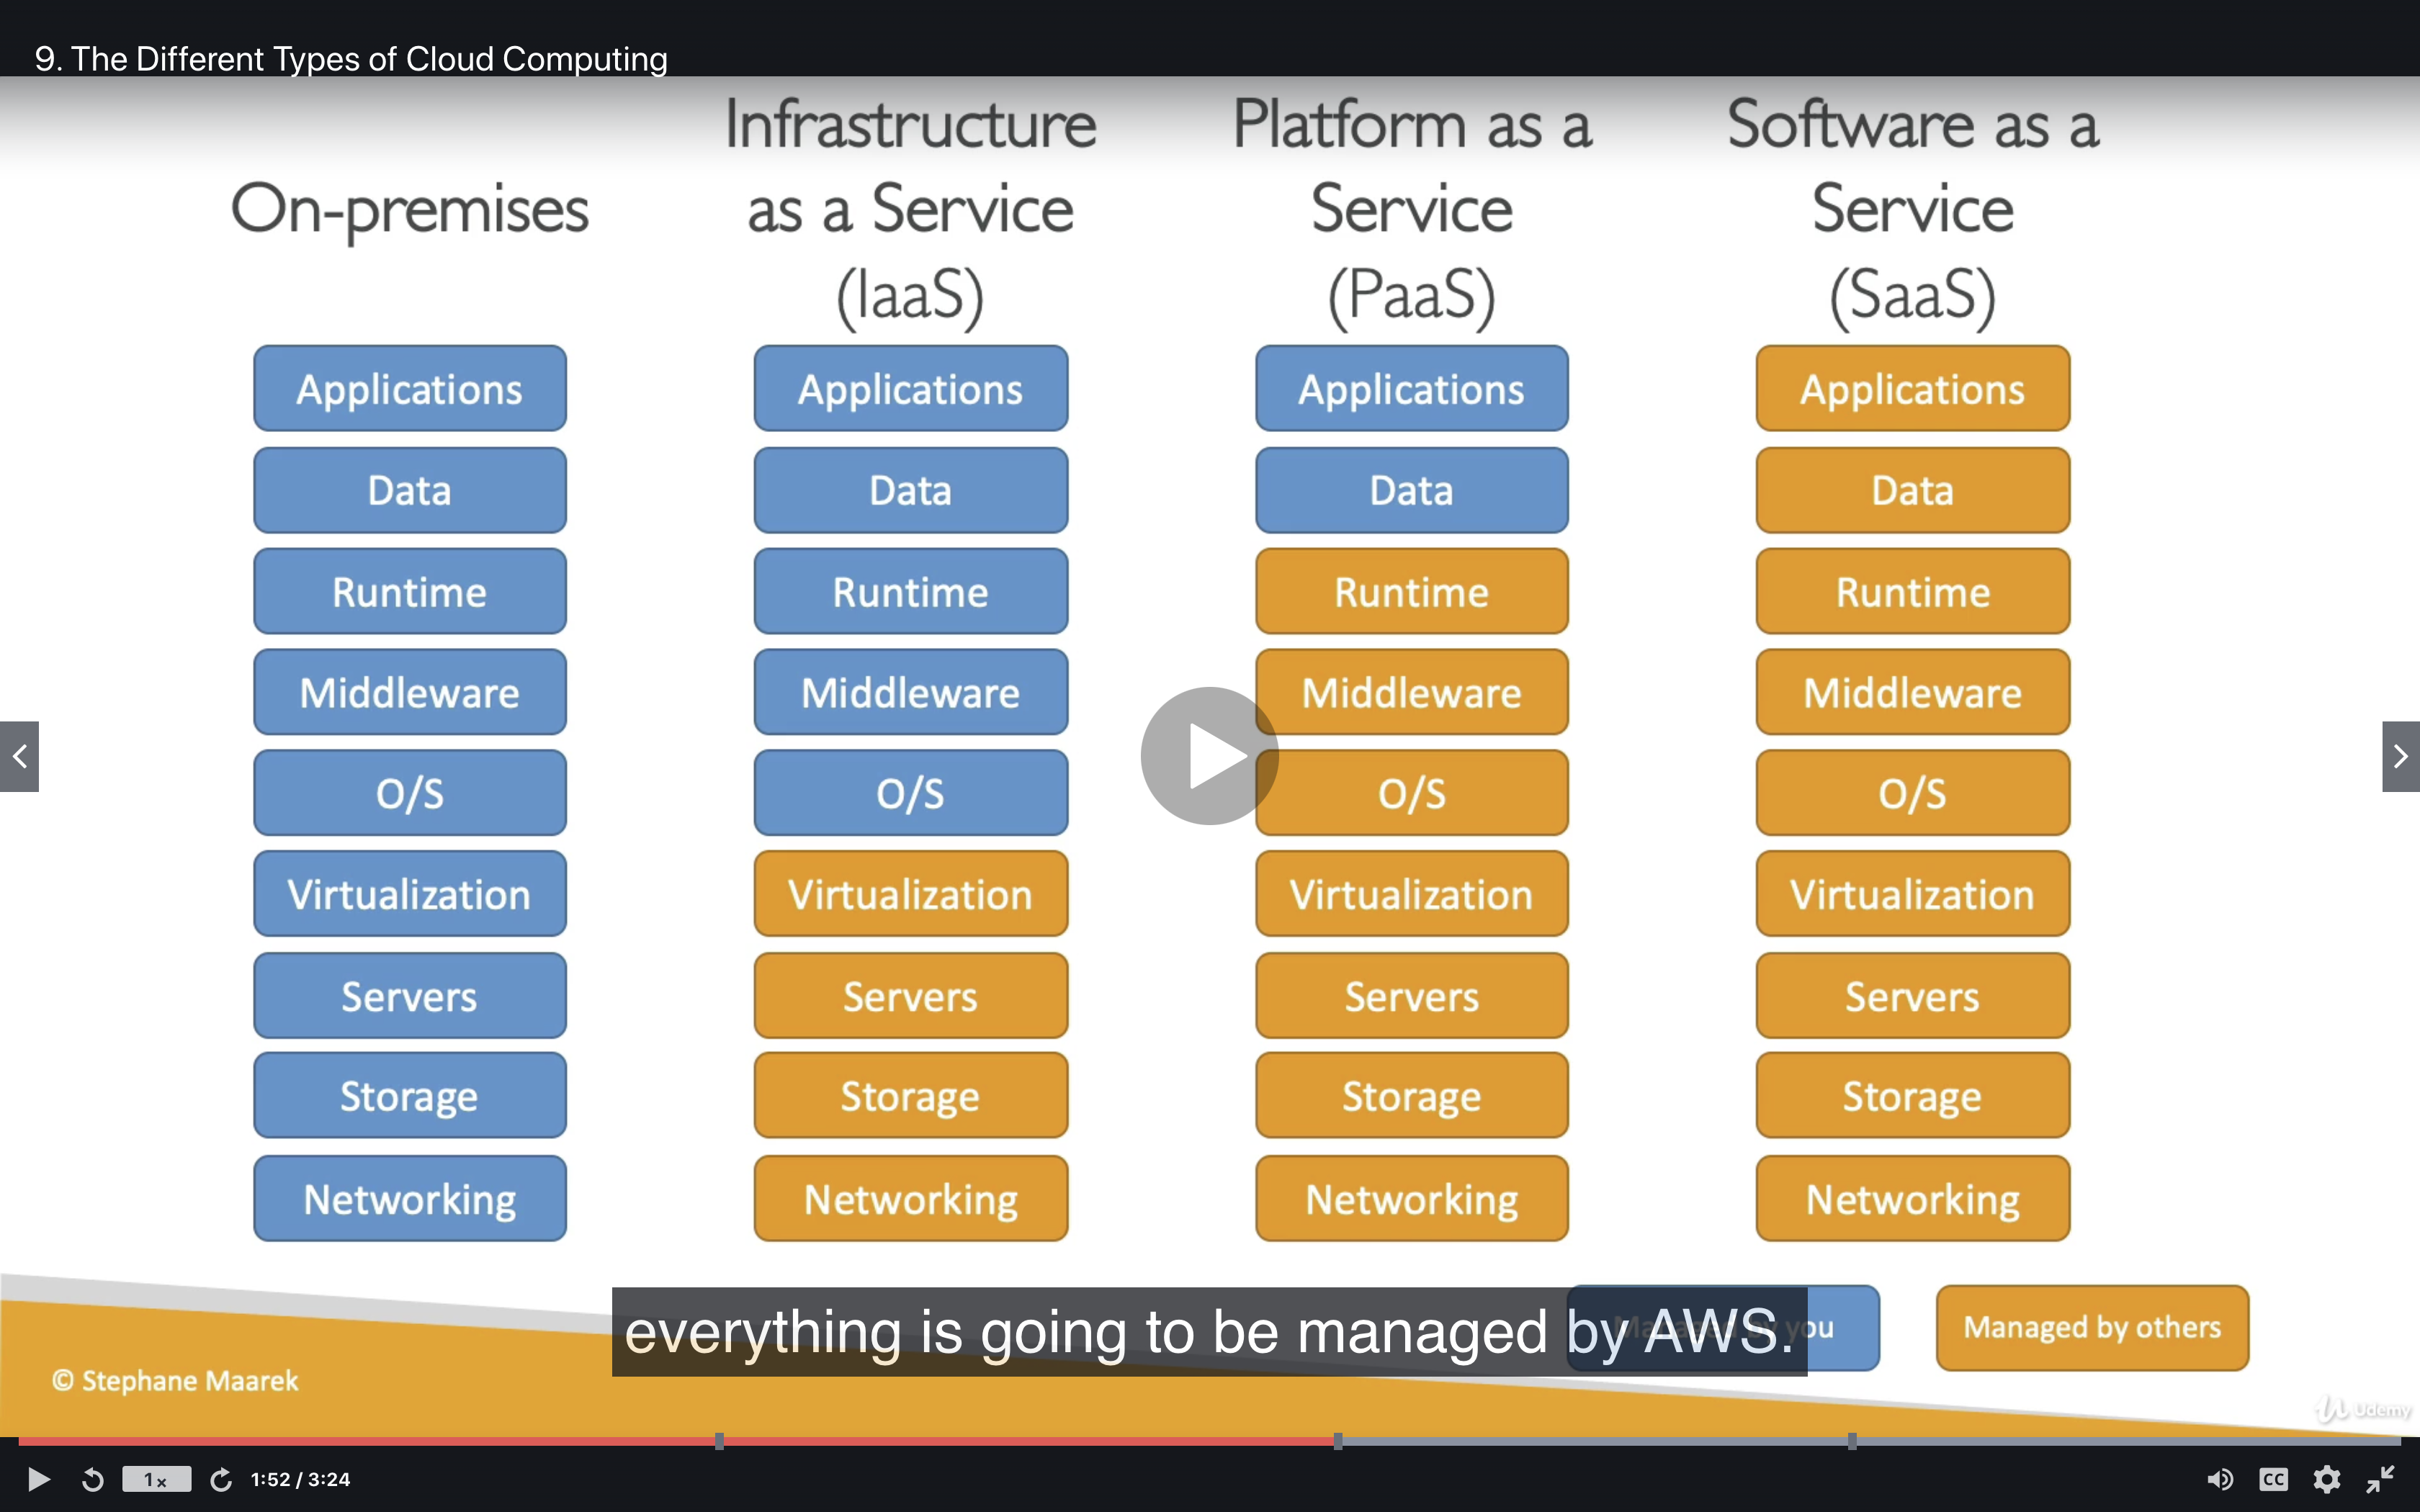 9. The Different Types of Cloud Computing
On-premises
Applications
Data
Runtime
Middleware
O/S
Virtualization
Servers
Storage
Networking
Infrastructure
as a Service
(IaaS)
Applications
Data
Runtime
Middleware
O/S
Virtualization
Servers
Storage
Networking
Platform as a
Service
(PaaS)
Applications
Data
Runtime
Middleware
O/S
Virtualization
Servers
Storage
Networking
Software as a
Service
(SaaS)
Applications
Data
Runtime
Middleware
O/S
Virtualization
Servers
Storage
Networking
everything is going to be managed by AWS.
Managed by you
Managed by others
© Stephane Maarek
Udemy
1x
1:52 / 3:24
CC